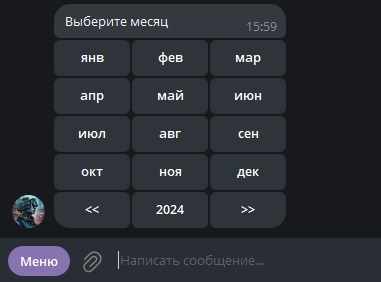 Выберите месяц
15:59
янв фев мар
апр май июн
июл авг сен
окт ноя дек
<< 2024 >>
Меню Написать сообщение...